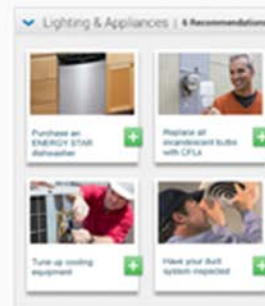 Lighting & Appliances | 6 Recommendations
Purchase an
ENERGY STAR
dishwasher
Replace all
incandescent bulbs
with CFLs
Tune up cooling
equipment
Have your duct
system inspected